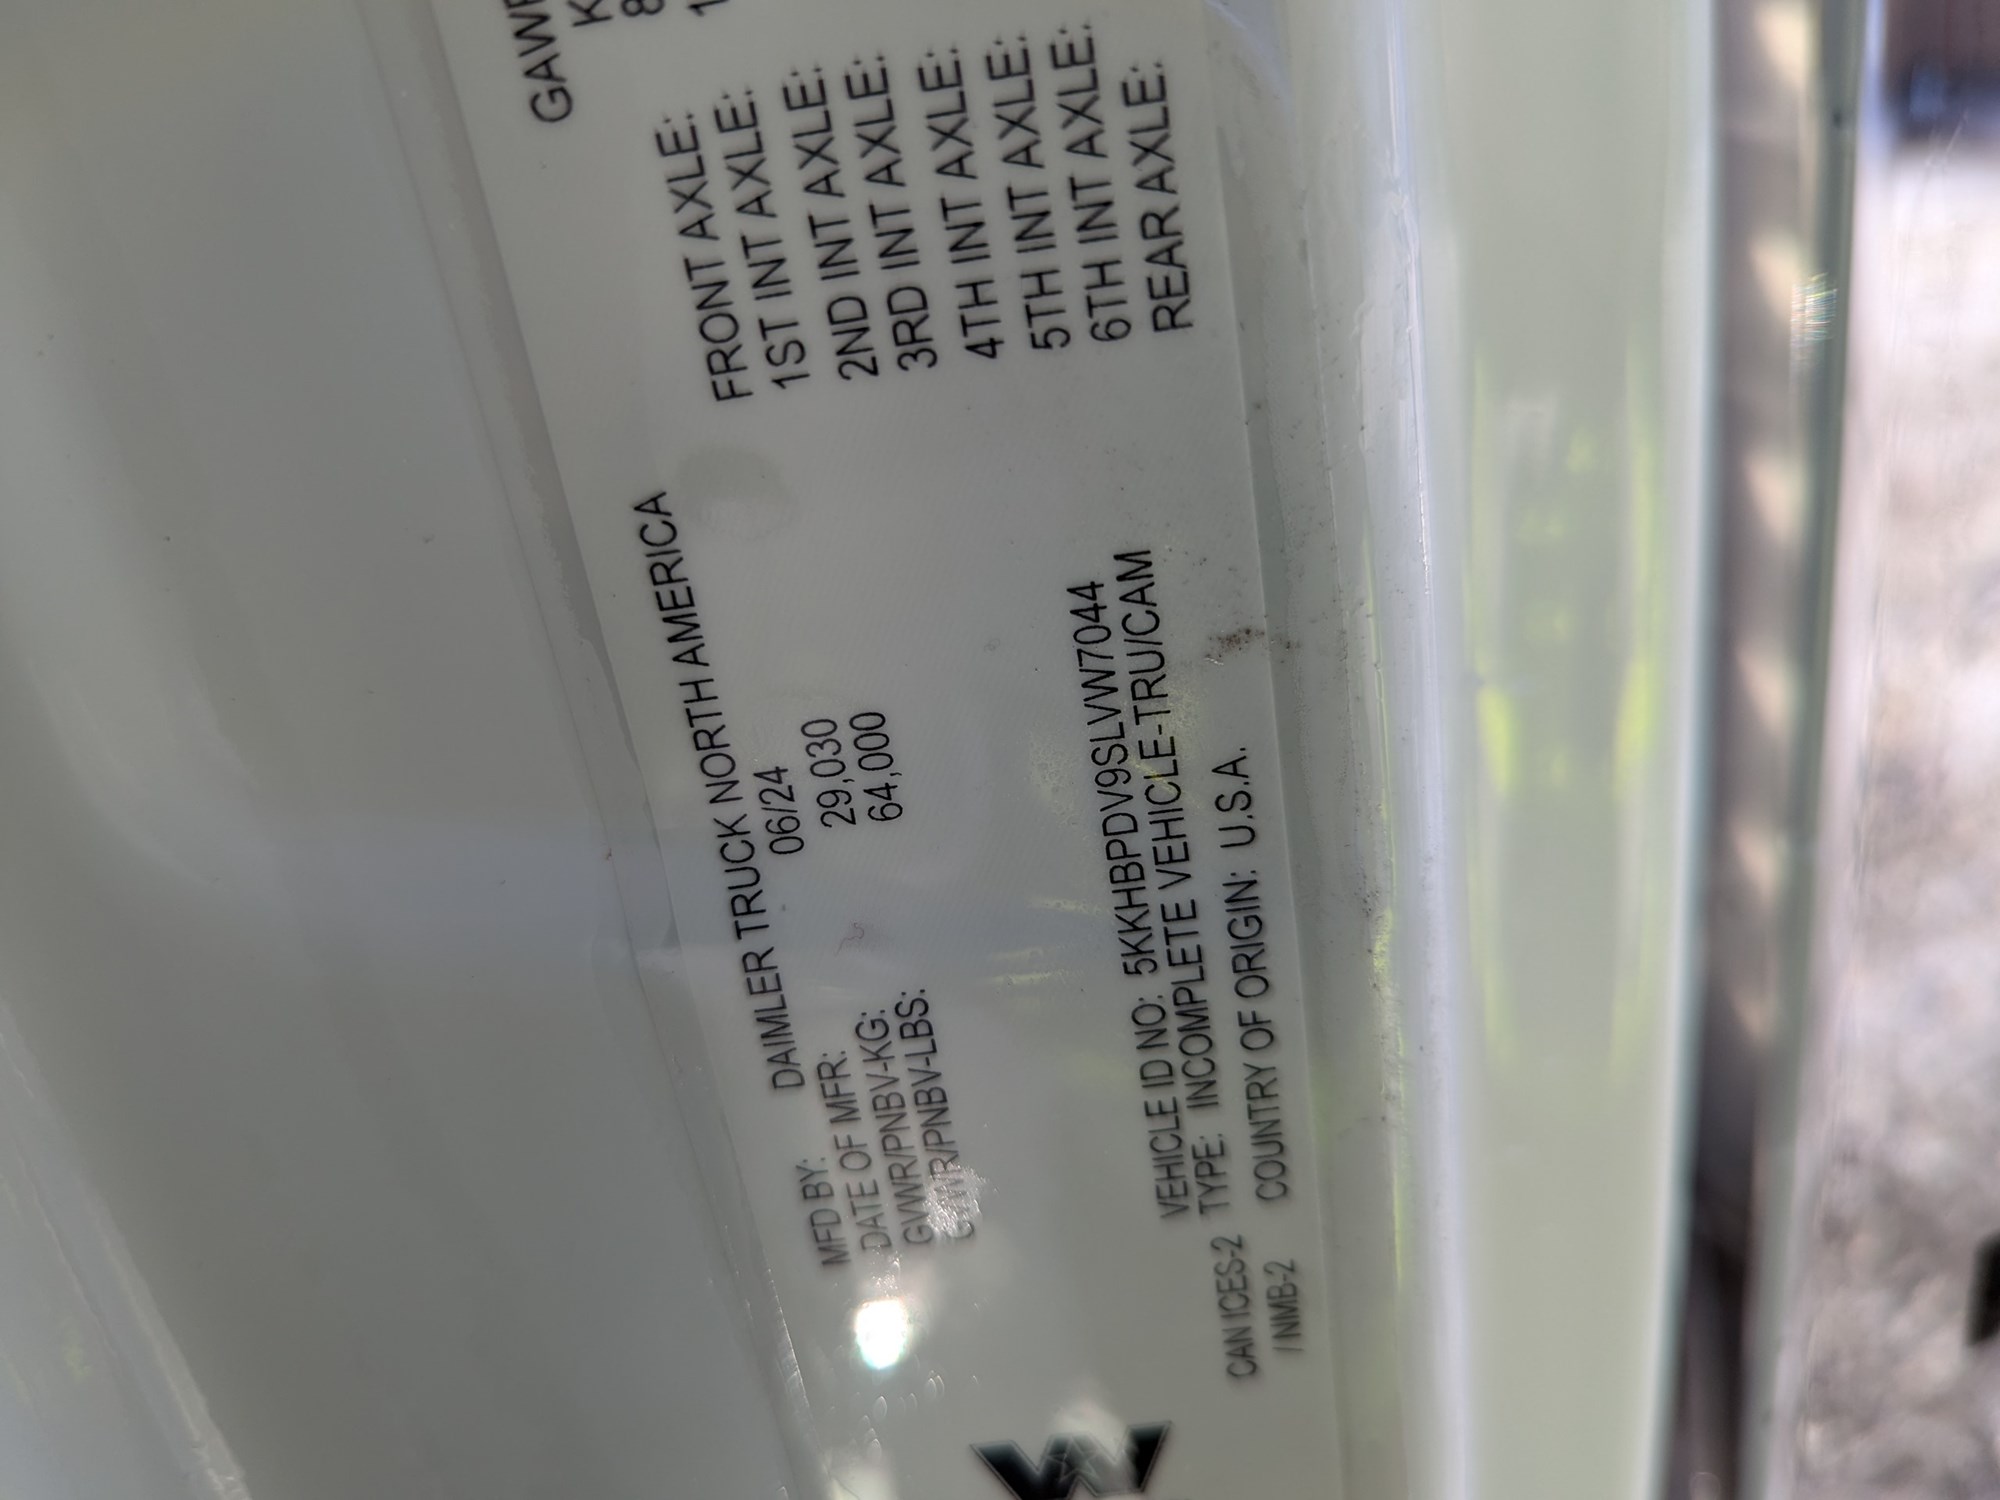 MFD BY: DAIMLER TRUCK NORTH AMERICA
DATE OF MFR: 06/24
GVWR/PNBV-KG: 29,030
GVWR/PNBV-LBS: 64,000
FRONT AXLE:
1ST INT AXLE:
2ND INT AXLE:
3RD INT AXLE:
4TH INT AXLE:
5TH INT AXLE:
6TH INT AXLE:
REAR AXLE:
VEHICLE ID NO: 5KKHBPDV9SLVW7044
CAN ICES-2 TYPE: INCOMPLETE VEHICLE-TRU/CAM
/ NMB-2 COUNTRY OF ORIGIN: U.S.A.